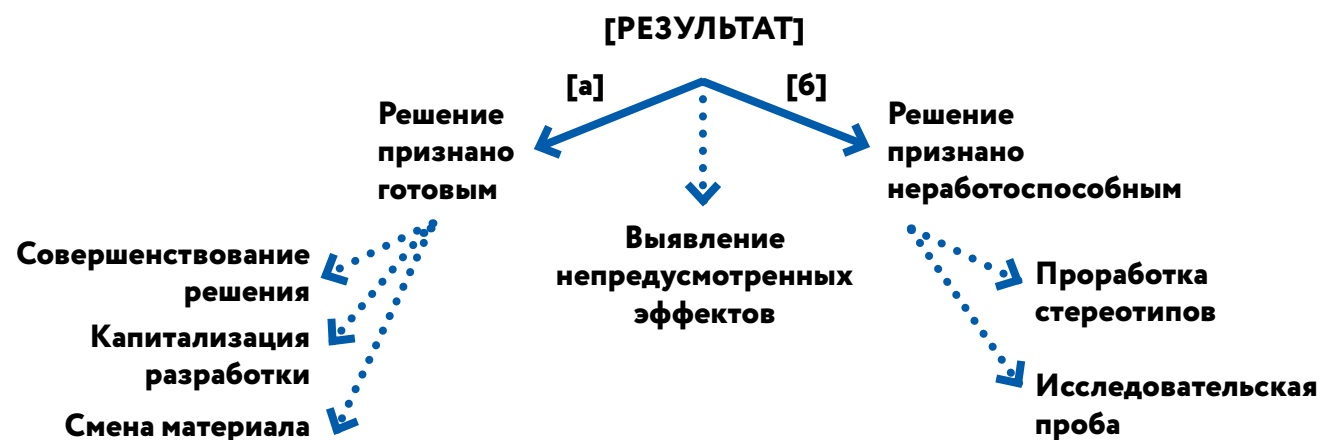 [РЕЗУЛЬТАТ]
[а]
[б]
Решение
признано
готовым
Решение
признано
неработоспособным
Выявление
непредусмотренных
эффектов
Совершенствование
решения
Капитализация
разработки
Смена материала
Проработка
стереотипов
Исследовательская
проба